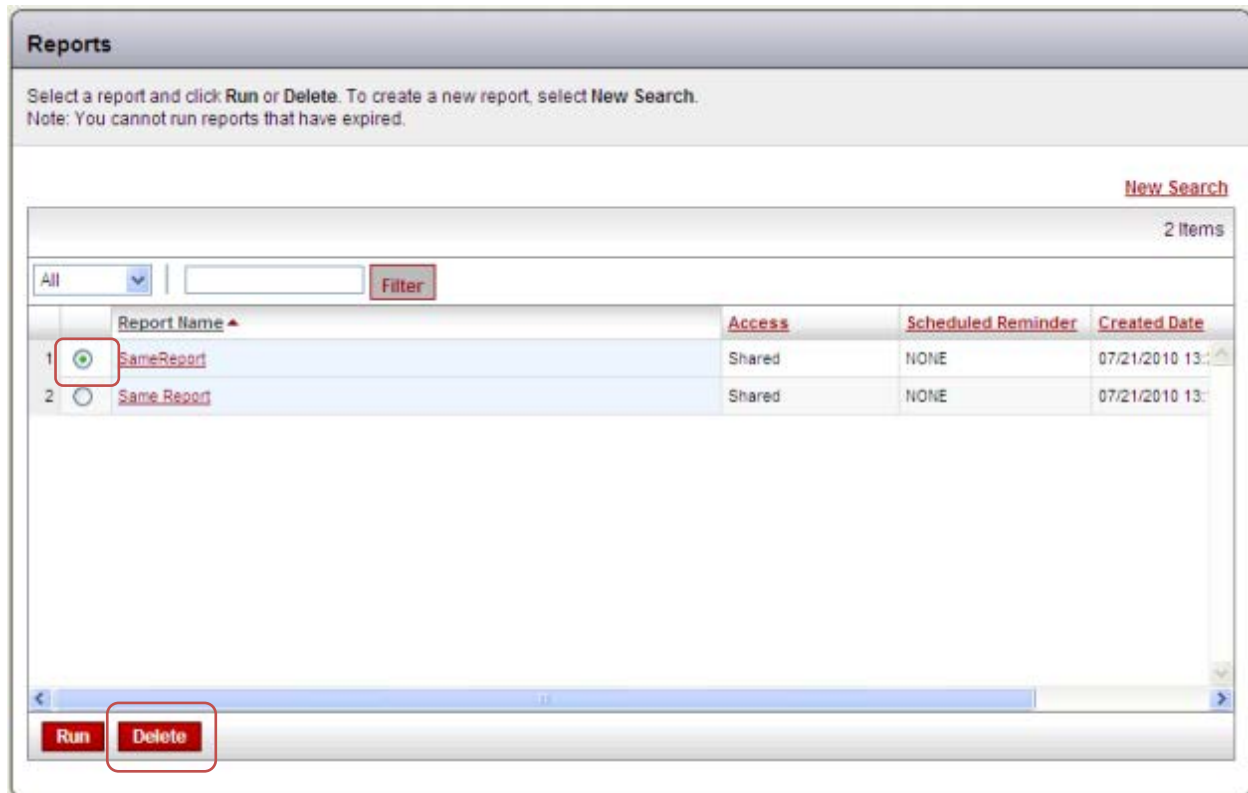 Reports
Select a report and click Run or Delete. To create a new report, select New Search.
Note: You cannot run reports that have expired.
New Search
2 Items
All Filter
Report Name Access Scheduled Reminder Created Date
1 SameReport Shared NONE 07/21/2010 13:
2 Same Report Shared NONE 07/21/2010 13:
Run Delete